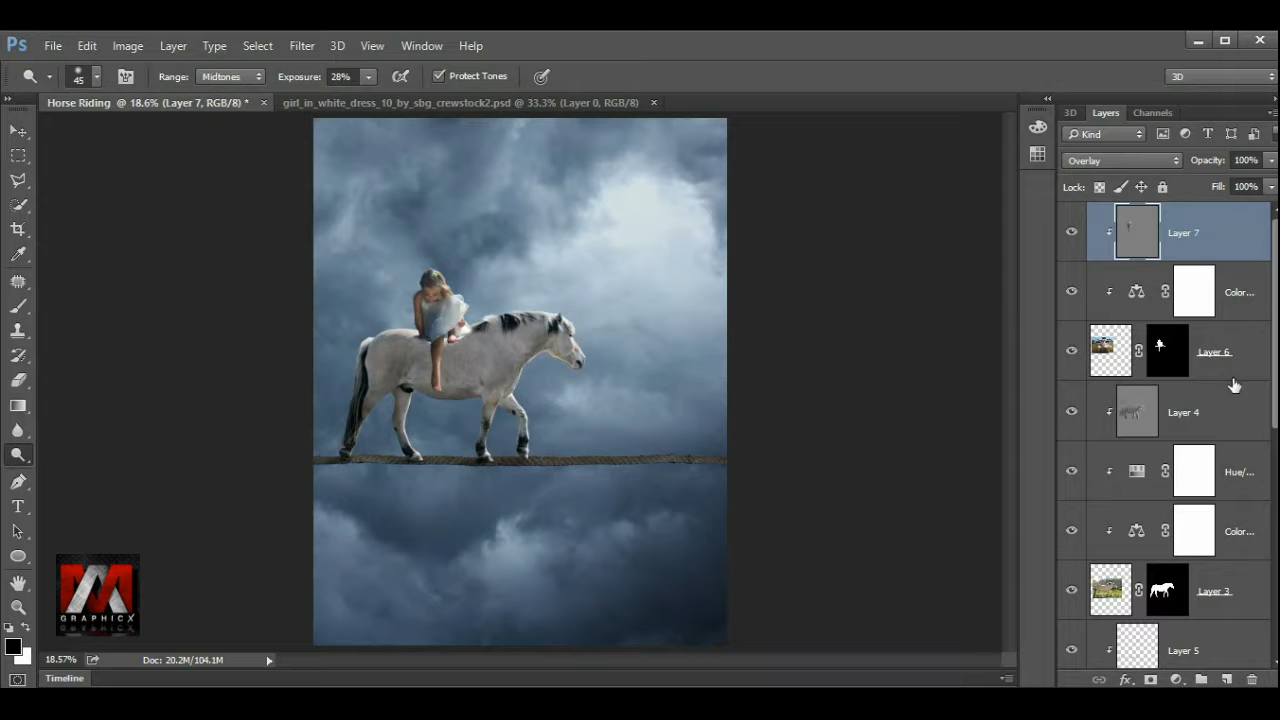 Ps File Edit Image Layer Type Select Filter 3D View Window Help
45 Range: Midtones Exposure: 28% Protect Tones 3D
Horse Riding @ 18.6% (Layer 7, RGB/8) * × girl_in_white_dress_10_by_sbg_crewstock2.psd @ 33.3% (Layer 0, RGB/8) ×
3D Layers Channels
Kind
Overlay Opacity: 100%
Lock: Fill: 100%
Layer 7
Color...
Layer 6
Layer 4
Hue/...
Color...
Layer 3
Layer 5
GRAPHICX
18.57% Doc: 20.2M/104.1M
Timeline